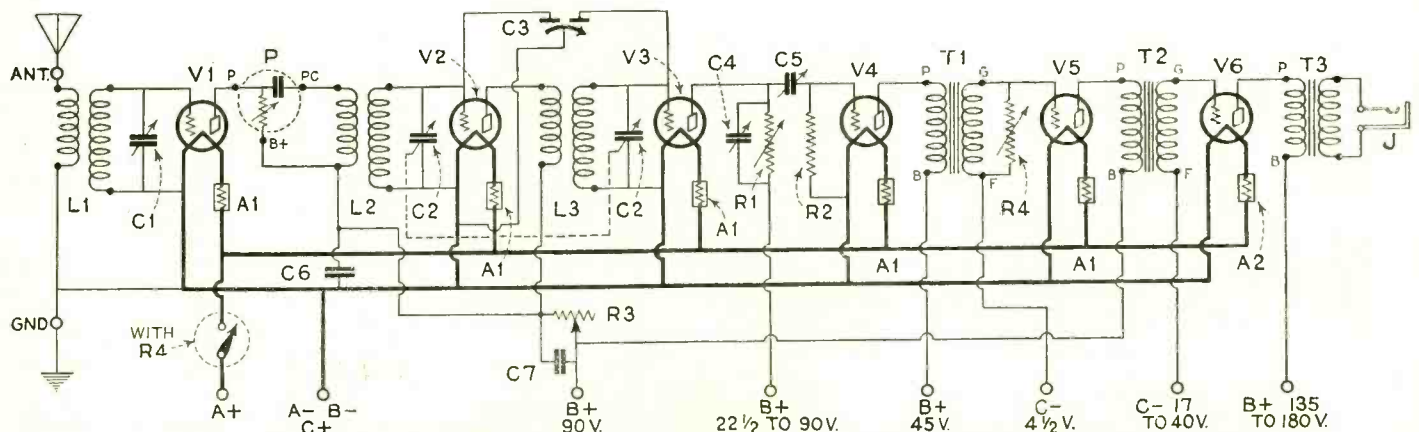 ANT.
L1
C1
V1
P
P
PC
B+
A1
L2
C2
V2
C3
A1
L3
C2
V3
A1
C4
C5
R1
R2
V4
A1
T1
P
G
B
F
R4
V5
A1
T2
P
G
B
F
V6
A2
T3
P
B
J
C6
R3
C7
GND
WITH
R4
A+
A- B-
C+
B+
90 V.
B+
22 1/2 TO 90 V.
B+
45 V.
C-
4 1/2 V.
C- 17
TO 40 V.
B+ 135
TO 180 V.